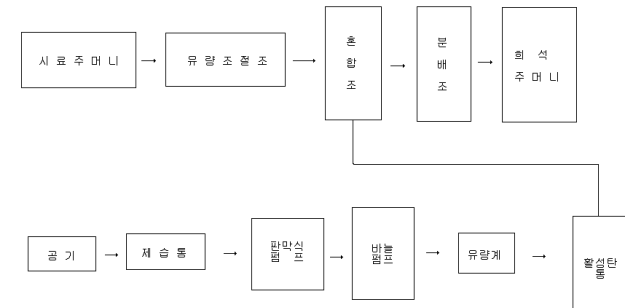 시 료 주 머 니
유 량 조 절 조
혼
합
조
분
배
조
희 석
주 머 니
공 기
제 습 통
판막식
펌 프
바늘
펌프
유량계
활성탄
통